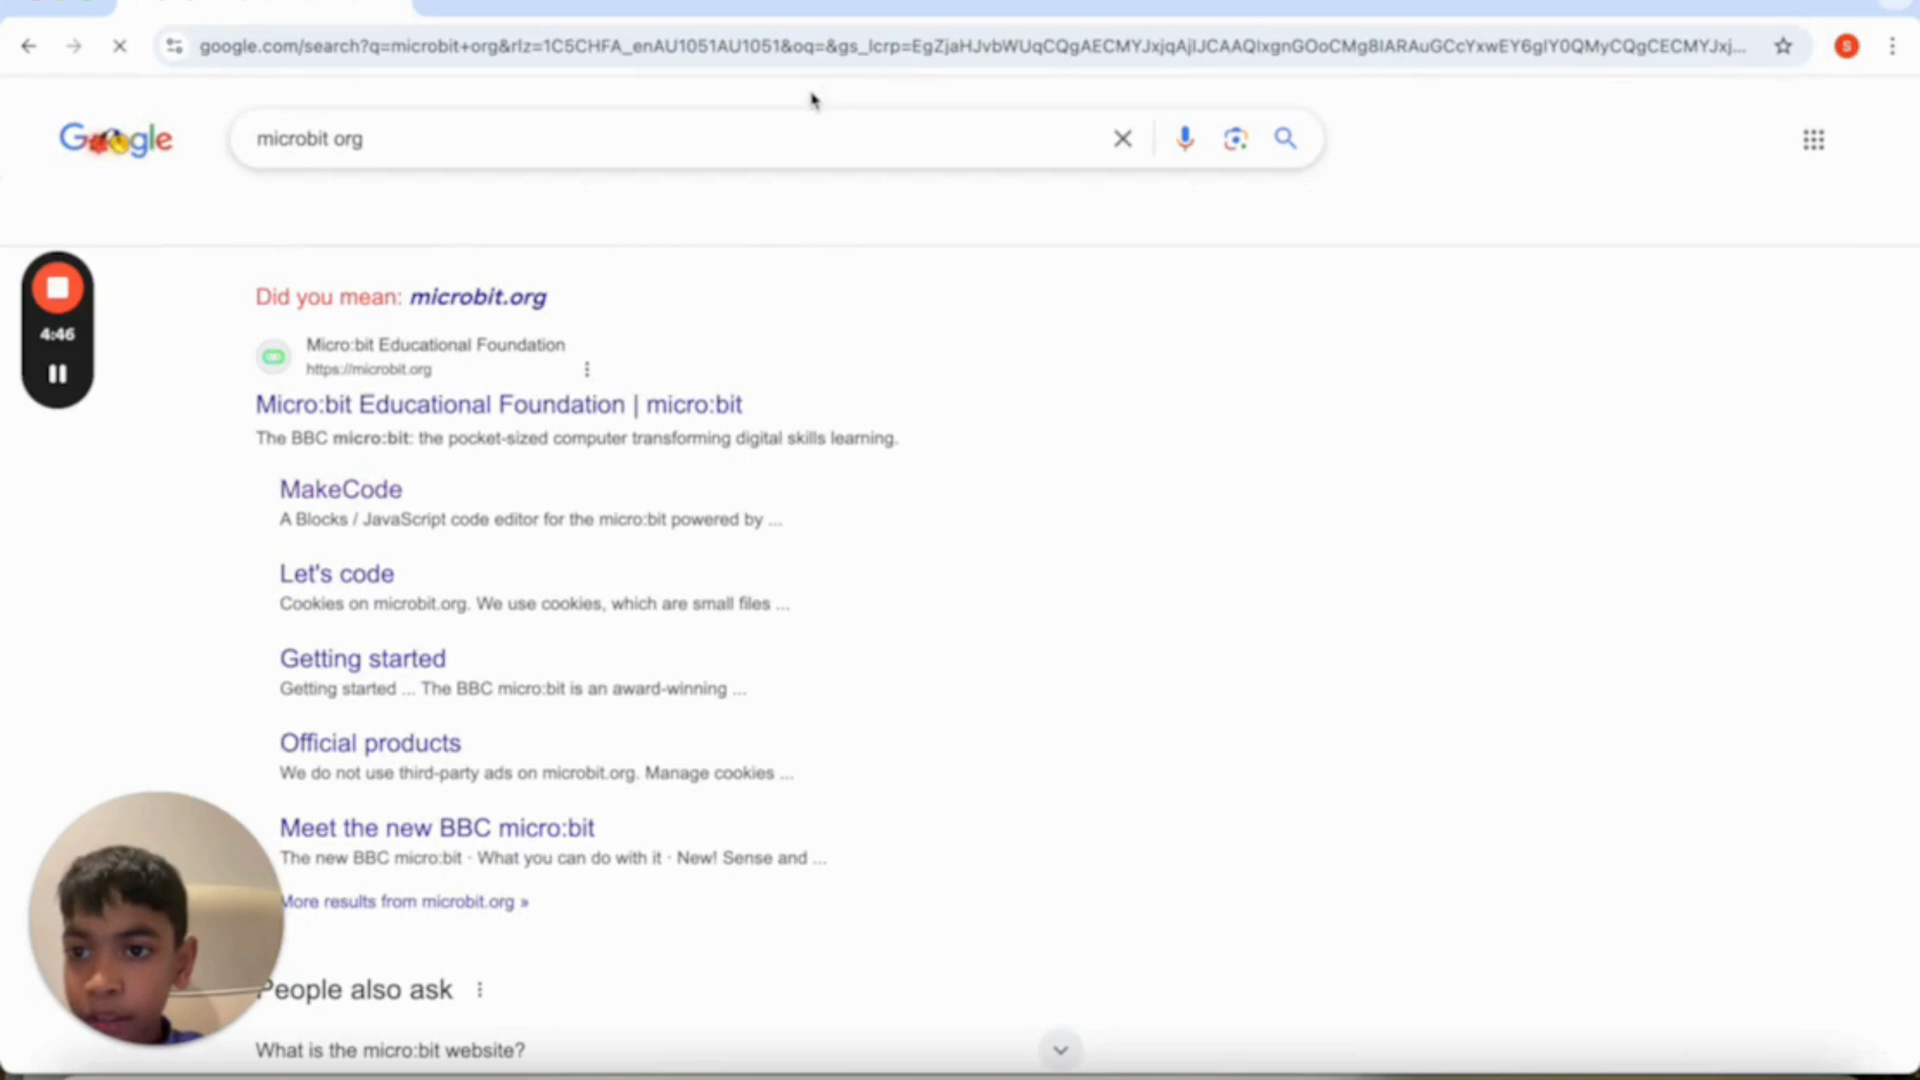 google.com/search?q=microbit+org&rlz=1C5CHFA_enAU1051AU1051&oq=&gs_lcrp=EgZjaHJvbWUqCQgAECMYJxjqAjIJCAAQIxgnGOoCMg8IARAuGCcYxwEY6gIY0QMyCQgCECMYJxj...
S
Google
microbit org
4:46
Did you mean: microbit.org
Micro:bit Educational Foundation
https://microbit.org
Micro:bit Educational Foundation | micro:bit
The BBC micro:bit: the pocket-sized computer transforming digital skills learning.
MakeCode
A Blocks / JavaScript code editor for the micro:bit powered by ...
Let's code
Cookies on microbit.org. We use cookies, which are small files ...
Getting started
Getting started ... The BBC micro:bit is an award-winning ...
Official products
We do not use third-party ads on microbit.org. Manage cookies ...
Meet the new BBC micro:bit
The new BBC micro:bit · What you can do with it · New! Sense and ...
More results from microbit.org »
People also ask
What is the micro:bit website?